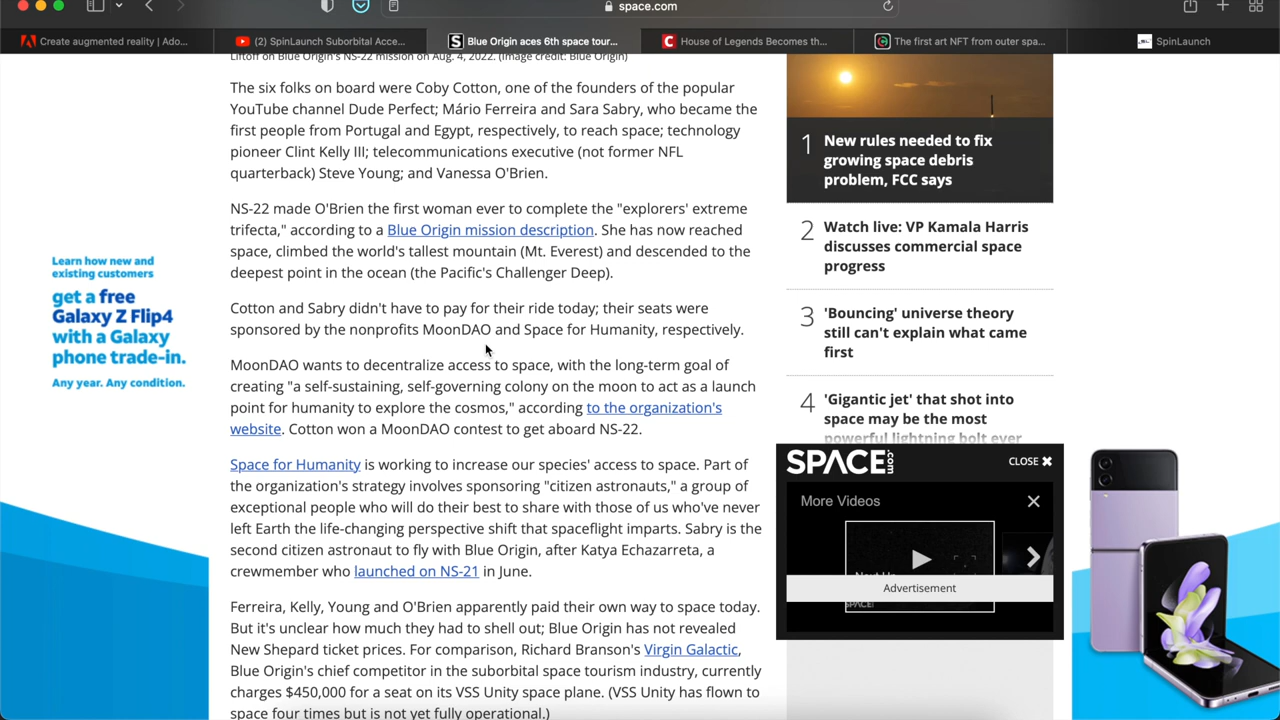 space.com
Create augmented reality | Ado...
(2) SpinLaunch Suborbital Acce...
Blue Origin aces 6th space tour...
House of Legends Becomes th...
The first art NFT from outer spa...
SpinLaunch
Liftoff on Blue Origin's NS-22 mission on Aug. 4, 2022. (Image credit: Blue Origin)
The six folks on board were Coby Cotton, one of the founders of the popular
YouTube channel Dude Perfect; Mário Ferreira and Sara Sabry, who became the
first people from Portugal and Egypt, respectively, to reach space; technology
pioneer Clint Kelly III; telecommunications executive (not former NFL
quarterback) Steve Young; and Vanessa O'Brien.
NS-22 made O'Brien the first woman ever to complete the "explorers' extreme
trifecta," according to a Blue Origin mission description. She has now reached
space, climbed the world's tallest mountain (Mt. Everest) and descended to the
deepest point in the ocean (the Pacific's Challenger Deep).
Cotton and Sabry didn't have to pay for their ride today; their seats were
sponsored by the nonprofits MoonDAO and Space for Humanity, respectively.
MoonDAO wants to decentralize access to space, with the long-term goal of
creating "a self-sustaining, self-governing colony on the moon to act as a launch
point for humanity to explore the cosmos," according to the organization's
website. Cotton won a MoonDAO contest to get aboard NS-22.
Space for Humanity is working to increase our species' access to space. Part of
the organization's strategy involves sponsoring "citizen astronauts," a group of
exceptional people who will do their best to share with those of us who've never
left Earth the life-changing perspective shift that spaceflight imparts. Sabry is the
second citizen astronaut to fly with Blue Origin, after Katya Echazarreta, a
crewmember who launched on NS-21 in June.
Ferreira, Kelly, Young and O'Brien apparently paid their own way to space today.
But it's unclear how much they had to shell out; Blue Origin has not revealed
New Shepard ticket prices. For comparison, Richard Branson's Virgin Galactic,
Blue Origin's chief competitor in the suborbital space tourism industry, currently
charges $450,000 for a seat on its VSS Unity space plane. (VSS Unity has flown to
space four times but is not yet fully operational.)
Learn how new and
existing customers
get a free
Galaxy Z Flip4
with a Galaxy
phone trade-in.
Any year. Any condition.
1 New rules needed to fix
growing space debris
problem, FCC says
2 Watch live: VP Kamala Harris
discusses commercial space
progress
3 'Bouncing' universe theory
still can't explain what came
first
4 'Gigantic jet' that shot into
space may be the most
powerful lightning bolt ever
SPACE.com
CLOSE ✖
More Videos
Advertisement
SPACE